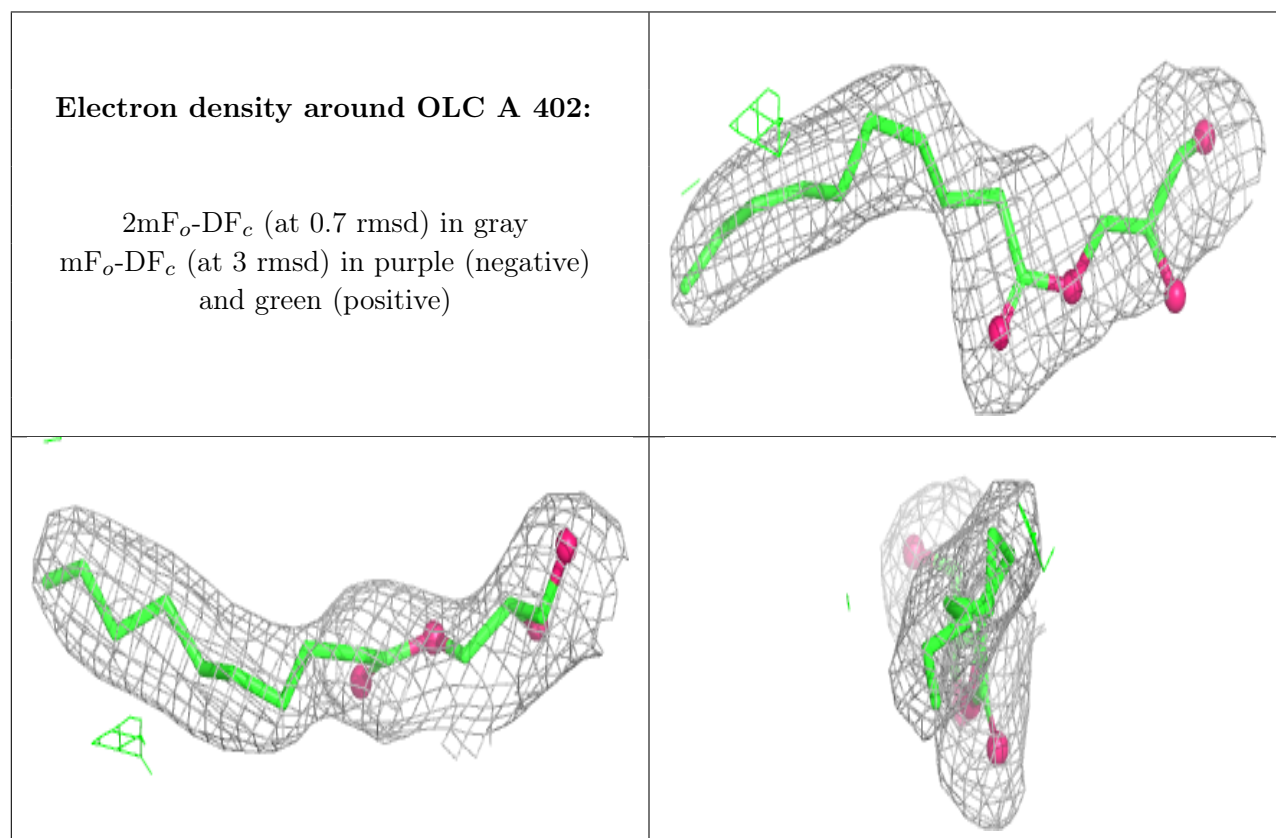 Electron density around OLC A 402:
2mFₒ-DF𝒸 (at 0.7 rmsd) in gray
mFₒ-DF𝒸 (at 3 rmsd) in purple (negative)
and green (positive)